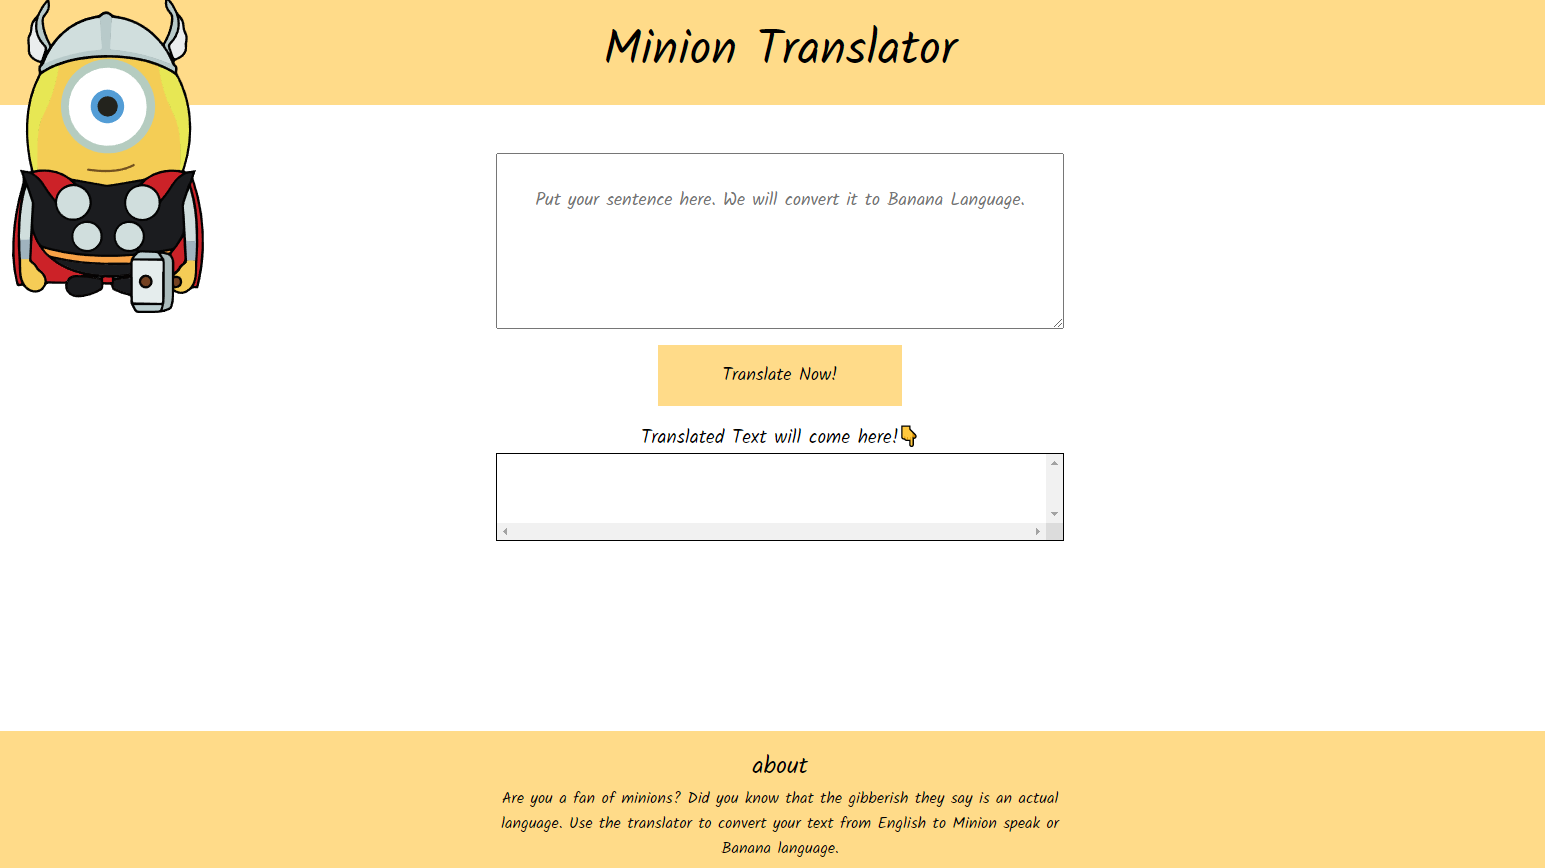 Minion Translator
Put your sentence here. We will convert it to Banana Language.
Translate Now!
Translated Text will come here!👇
about
Are you a fan of minions? Did you know that the gibberish they say is an actual
language. Use the translator to convert your text from English to Minion speak or
Banana language.